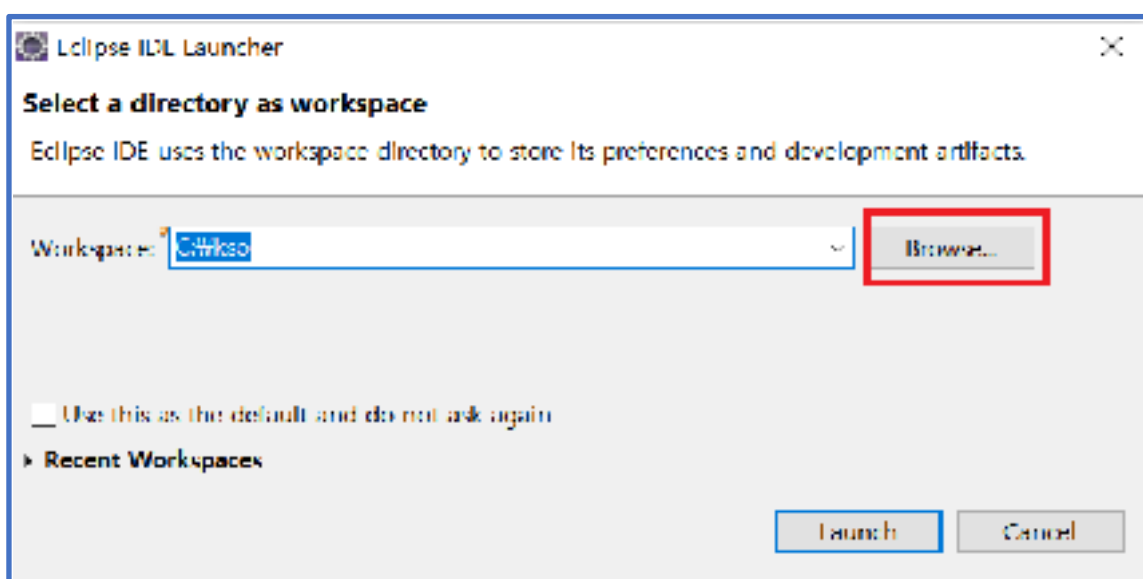 Eclipse IDE Launcher
Select a directory as workspace
Eclipse IDE uses the workspace directory to store its preferences and development artifacts.
Workspace:
Browse...
Use this as the default and do not ask again
Recent Workspaces
Launch Cancel